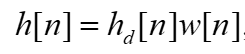 h[n] = h_d[n]w[n],